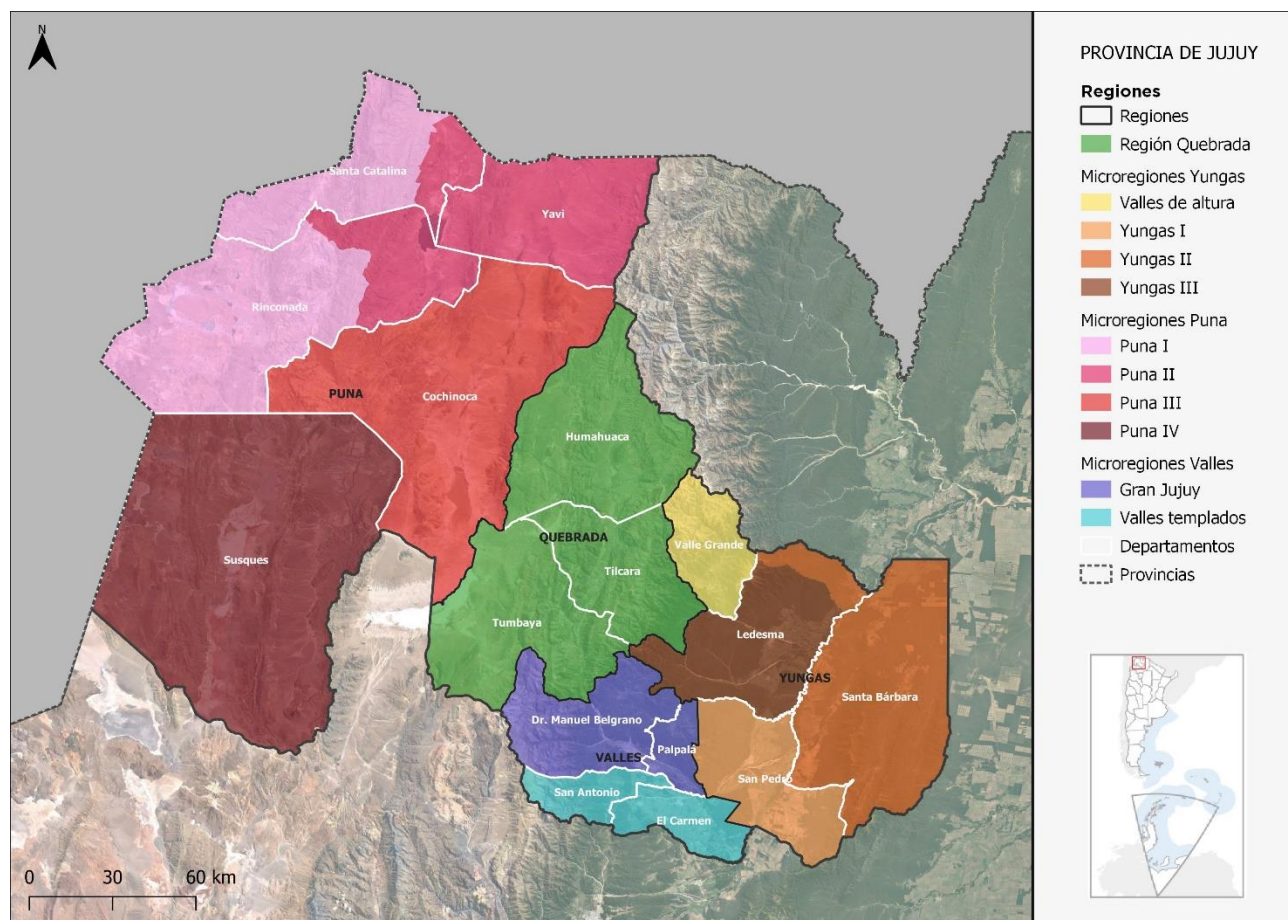 N
Santa Catalina
Yavi
Rinconada
PUNA
Cochinoca
Humahuaca
Susques
QUEBRADA
Valle Grande
Tilcara
Tumbaya
Ledesma
YUNGAS
Santa Bárbara
Dr. Manuel Belgrano
Palpalá
VALLES
San Pedro
San Antonio
El Carmen
0 30 60 km
PROVINCIA DE JUJUY
Regiones
Regiones
Región Quebrada
Microregiones Yungas
Valles de altura
Yungas I
Yungas II
Yungas III
Microregiones Puna
Puna I
Puna II
Puna III
Puna IV
Microregiones Valles
Gran Jujuy
Valles templados
Departamentos
Provincias